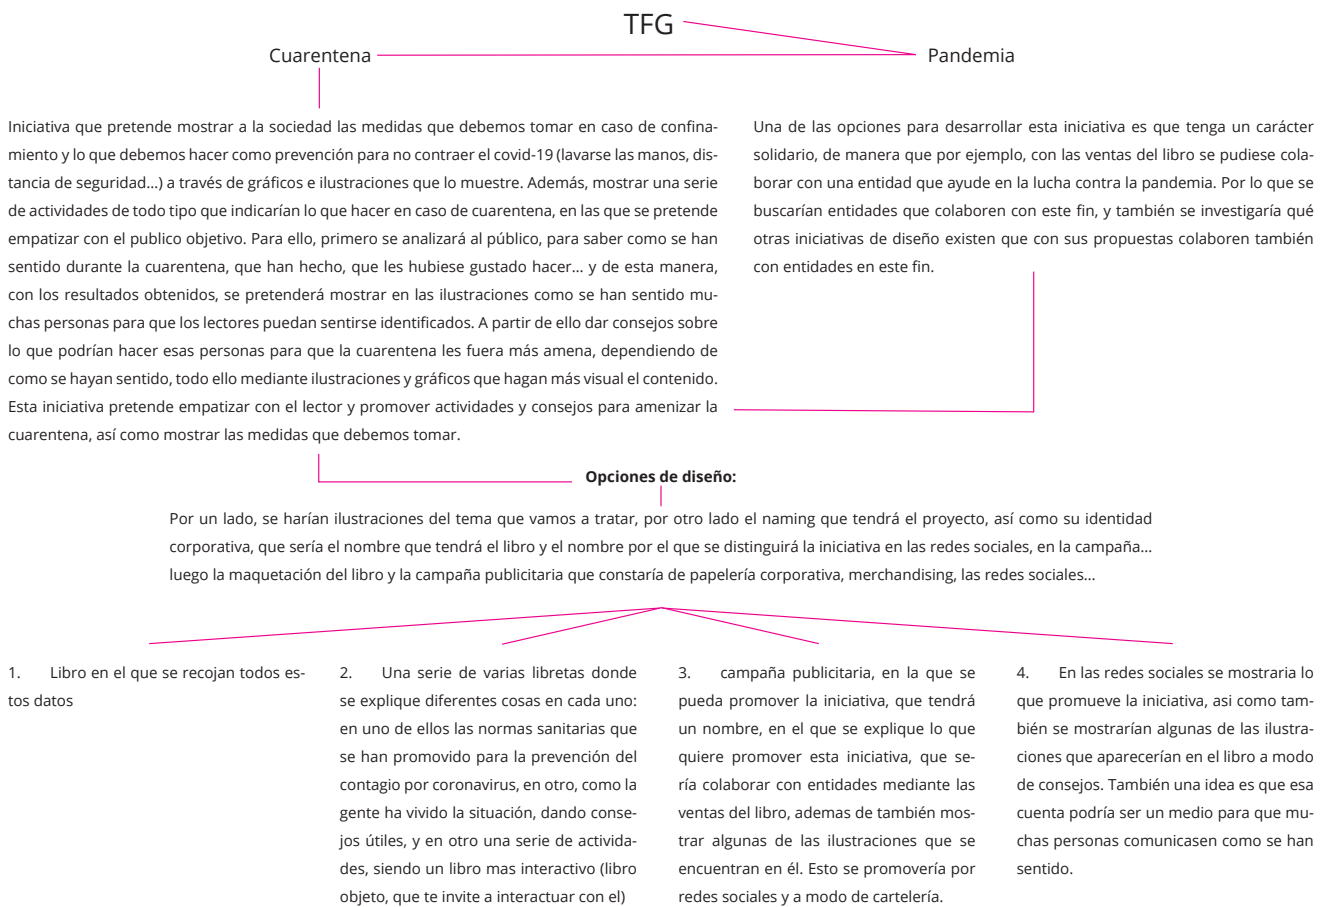 TFG
Cuarentena
Pandemia
Iniciativa que pretende mostrar a la sociedad las medidas que debemos tomar en caso de confina-
miento y lo que debemos hacer como prevención para no contraer el covid-19 (lavarse las manos, dis-
tancia de seguridad...) a través de gráficos e ilustraciones que lo muestre. Además, mostrar una serie
de actividades de todo tipo que indicarían lo que hacer en caso de cuarentena, en las que se pretende
empatizar con el publico objetivo. Para ello, primero se analizará al público, para saber como se han
sentido durante la cuarentena, que han hecho, que les hubiese gustado hacer... y de esta manera,
con los resultados obtenidos, se pretenderá mostrar en las ilustraciones como se han sentido mu-
chas personas para que los lectores puedan sentirse identificados. A partir de ello dar consejos sobre
lo que podrían hacer esas personas para que la cuarentena les fuera más amena, dependiendo de
como se hayan sentido, todo ello mediante ilustraciones y gráficos que hagan más visual el contenido.
Esta iniciativa pretende empatizar con el lector y promover actividades y consejos para amenizar la
cuarentena, así como mostrar las medidas que debemos tomar.
Una de las opciones para desarrollar esta iniciativa es que tenga un carácter
solidario, de manera que por ejemplo, con las ventas del libro se pudiese cola-
borar con una entidad que ayude en la lucha contra la pandemia. Por lo que se
buscarían entidades que colaboren con este fin, y también se investigaría qué
otras iniciativas de diseño existen que con sus propuestas colaboren también
con entidades en este fin.
Opciones de diseño:
Por un lado, se harían ilustraciones del tema que vamos a tratar, por otro lado el naming que tendrá el proyecto, así como su identidad
corporativa, que sería el nombre que tendrá el libro y el nombre por el que se distinguirá la iniciativa en las redes sociales, en la campaña...
luego la maquetación del libro y la campaña publicitaria que constaría de papelería corporativa, merchandising, las redes sociales...
1. Libro en el que se recojan todos es-
tos datos
2. Una serie de varias libretas donde
se explique diferentes cosas en cada uno:
en uno de ellos las normas sanitarias que
se han promovido para la prevención del
contagio por coronavirus, en otro, como la
gente ha vivido la situación, dando conse-
jos útiles, y en otro una serie de activida-
des, siendo un libro mas interactivo (libro
objeto, que te invite a interactuar con el)
3. campaña publicitaria, en la que se
pueda promover la iniciativa, que tendrá
un nombre, en el que se explique lo que
quiere promover esta iniciativa, que se-
ría colaborar con entidades mediante las
ventas del libro, ademas de también mos-
trar algunas de las ilustraciones que se
encuentran en él. Esto se promovería por
redes sociales y a modo de cartelería.
4. En las redes sociales se mostraria lo
que promueve la iniciativa, asi como tam-
bién se mostrarían algunas de las ilustra-
ciones que aparecerían en el libro a modo
de consejos. También una idea es que esa
cuenta podría ser un medio para que mu-
chas personas comunicasen como se han
sentido.